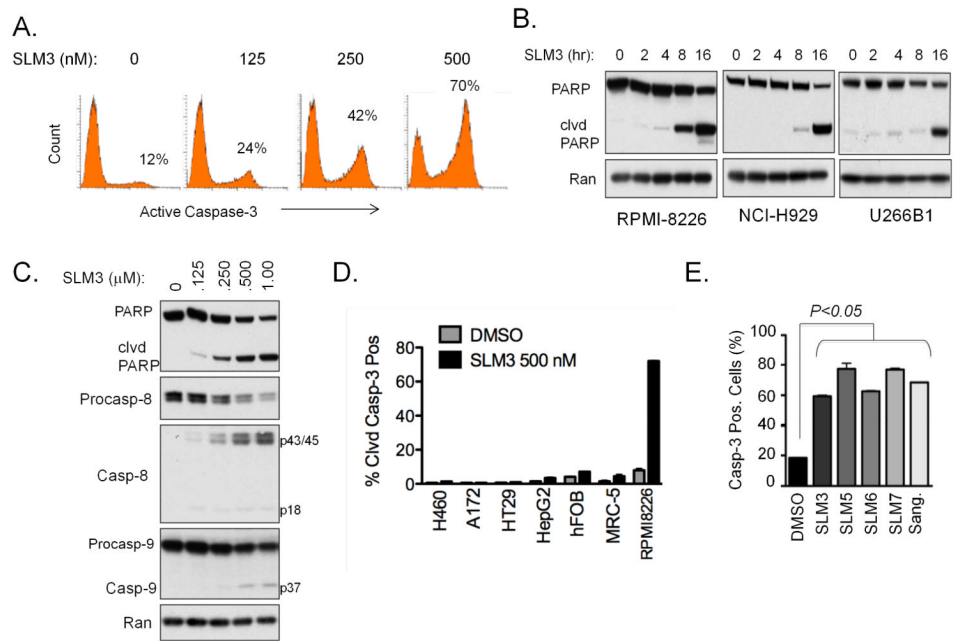 A.
SLM3 (nM): 0 125 250 500
12% 24% 42% 70%
Count
Active Caspase-3
B.
SLM3 (hr): 0 2 4 8 16 0 2 4 8 16 0 2 4 8 16
PARP
clvd
PARP
Ran
RPMI-8226 NCI-H929 U266B1
C.
SLM3 (µM): 0 .125 .250 .500 1.00
PARP
clvd
PARP
Procasp-8
p43/45
Casp-8
p18
Procasp-9
Casp-9 p37
Ran
D.
DMSO
SLM3 500 nM
% Clvd Casp-3 Pos
80
60
40
20
0
H460 A172 HT29 HepG2 hFOB MRC-5 RPMI8226
E.
P<0.05
Casp-3 Pos. Cells (%)
100
80
60
40
20
0
DMSO SLM3 SLM5 SLM6 SLM7 Sang.